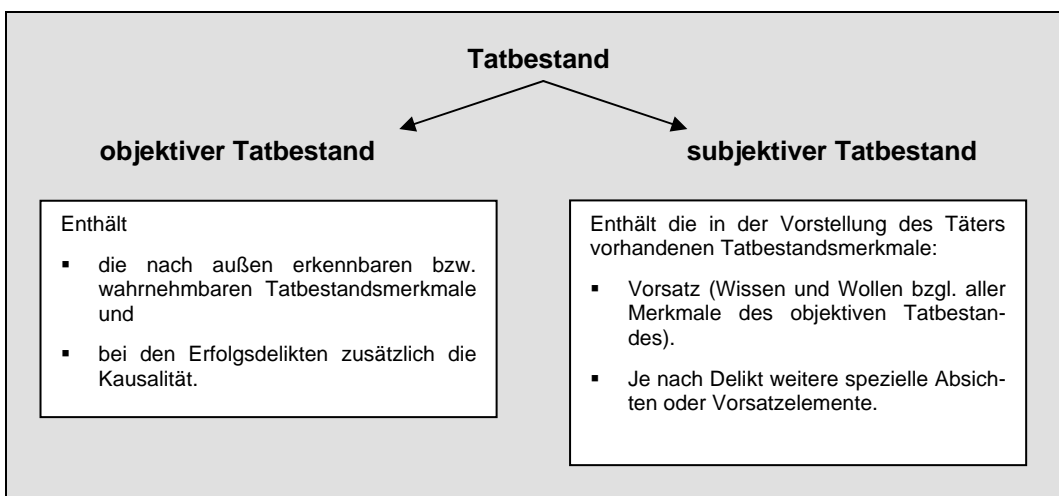 Tatbestand
objektiver Tatbestand
subjektiver Tatbestand
Enthält
▪ die nach außen erkennbaren bzw.
wahrnehmbaren Tatbestandsmerkmale
und
▪ bei den Erfolgsdelikten zusätzlich die
Kausalität.
Enthält die in der Vorstellung des Täters
vorhandenen Tatbestandsmerkmale:
▪ Vorsatz (Wissen und Wollen bzgl. aller
Merkmale des objektiven Tatbestan-
des).
▪ Je nach Delikt weitere spezielle Absich-
ten oder Vorsatzelemente.